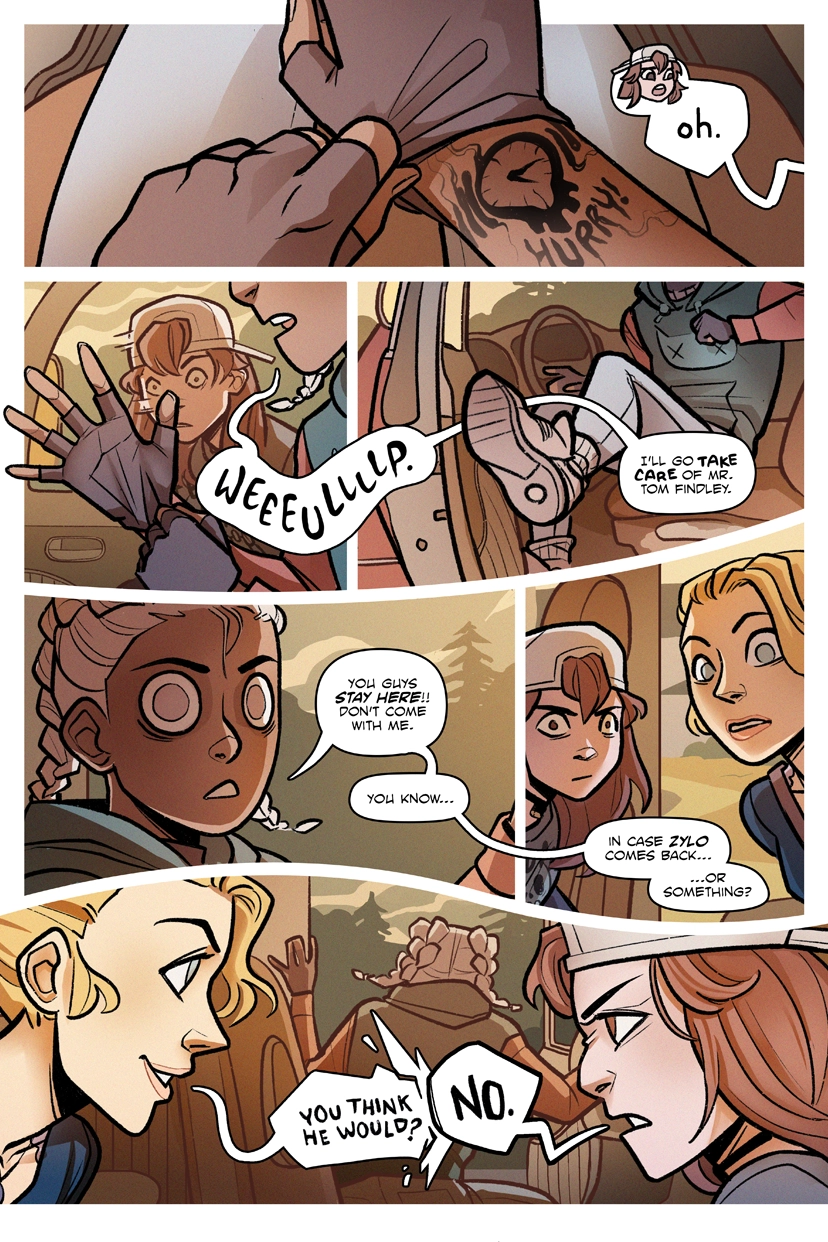 oh.
HURRY!
WEEEULLLLP.
I'LL GO TAKE
CARE OF MR.
TOM FINDLEY.
YOU GUYS
STAY HERE!!
DON'T COME
WITH ME.
YOU KNOW...
IN CASE ZYLO
COMES BACK...
...OR
SOMETHING?
YOU THINK
HE WOULD?
NO.